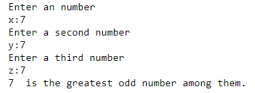 Enter an number
x:7
Enter a second number
y:7
Enter a third number
z:7
7  is the greatest odd number among them.